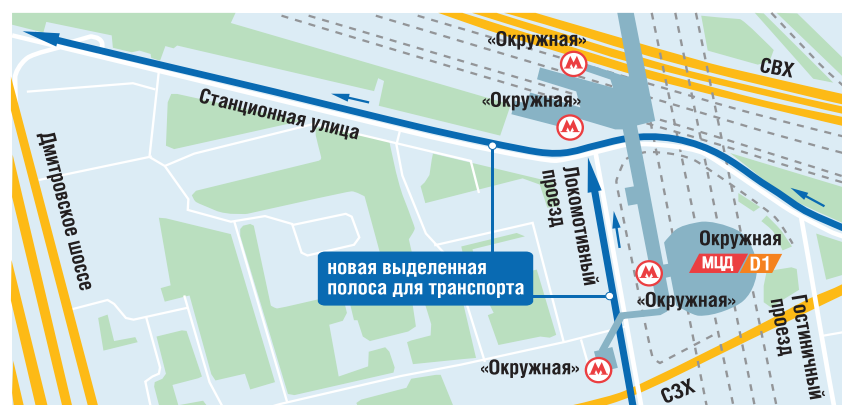 «Окружная»
М
СВХ
«Окружная»
М
Станционная улица
Дмитровское шоссе
Локомотивный
проезд
Окружная
МЦД D1
новая выделенная
полоса для транспорта
М
«Окружная»
Гостиничный
проезд
«Окружная»
М
СЗХ